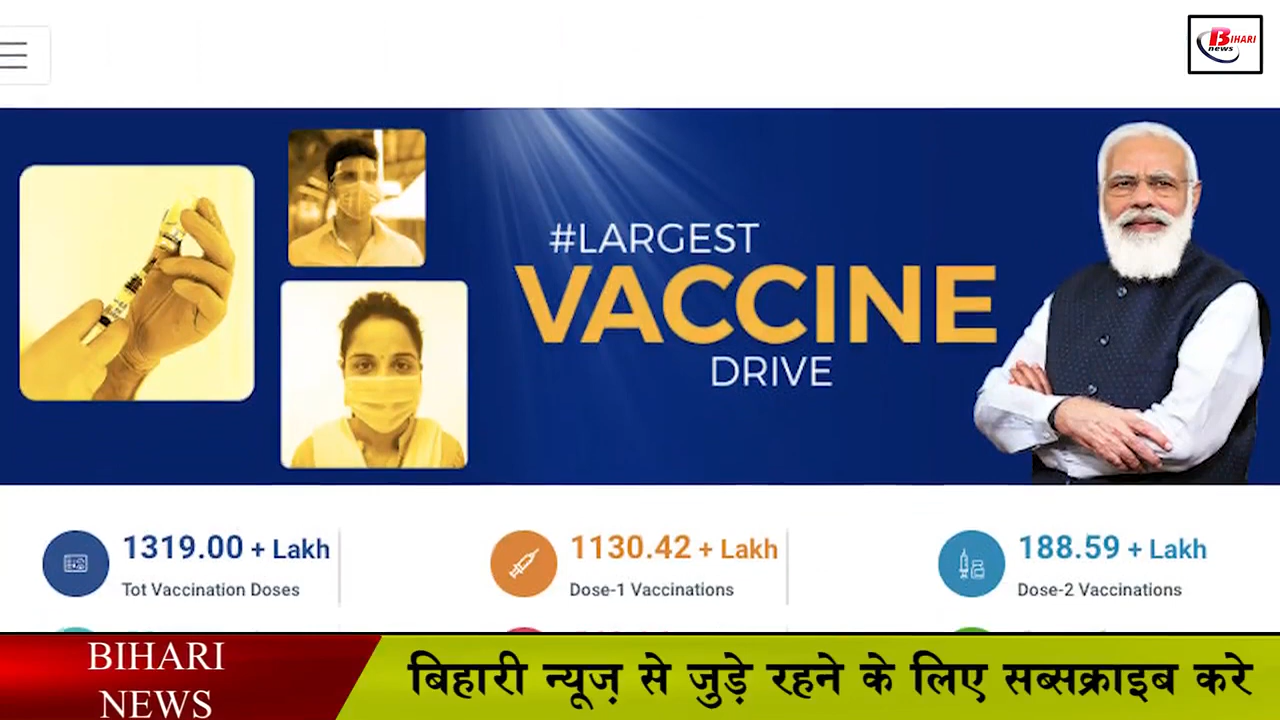 BIHARI
news
#LARGEST
VACCINE
DRIVE
1319.00 + Lakh
Tot Vaccination Doses
1130.42 + Lakh
Dose-1 Vaccinations
188.59 + Lakh
Dose-2 Vaccinations
BIHARI
NEWS
बिहारी न्यूज़ से जुड़े रहने के लिए सब्सक्राइब करे